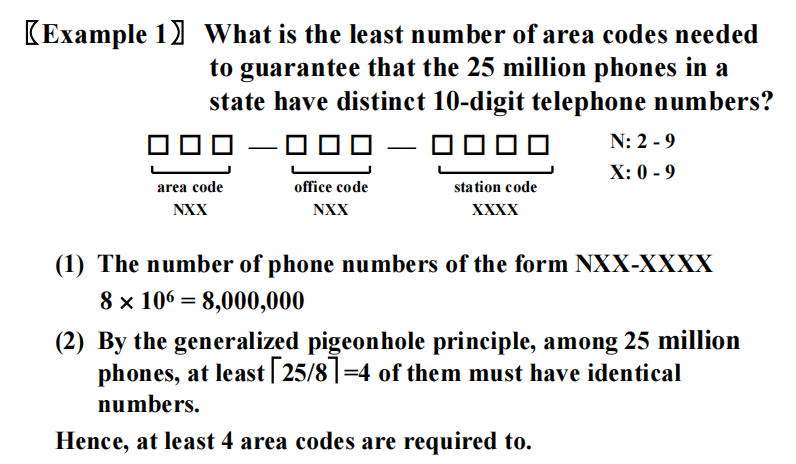 〖Example 1〗 What is the least number of area codes needed
to guarantee that the 25 million phones in a
state have distinct 10-digit telephone numbers?
□ □ □ — □ □ □ — □ □ □ □ N: 2 - 9
X: 0 - 9
area code office code station code
NXX NXX XXXX
(1) The number of phone numbers of the form NXX-XXXX
8 × 10⁶ = 8,000,000
(2) By the generalized pigeonhole principle, among 25 million
phones, at least ⌈25/8⌉=4 of them must have identical
numbers.
Hence, at least 4 area codes are required to.